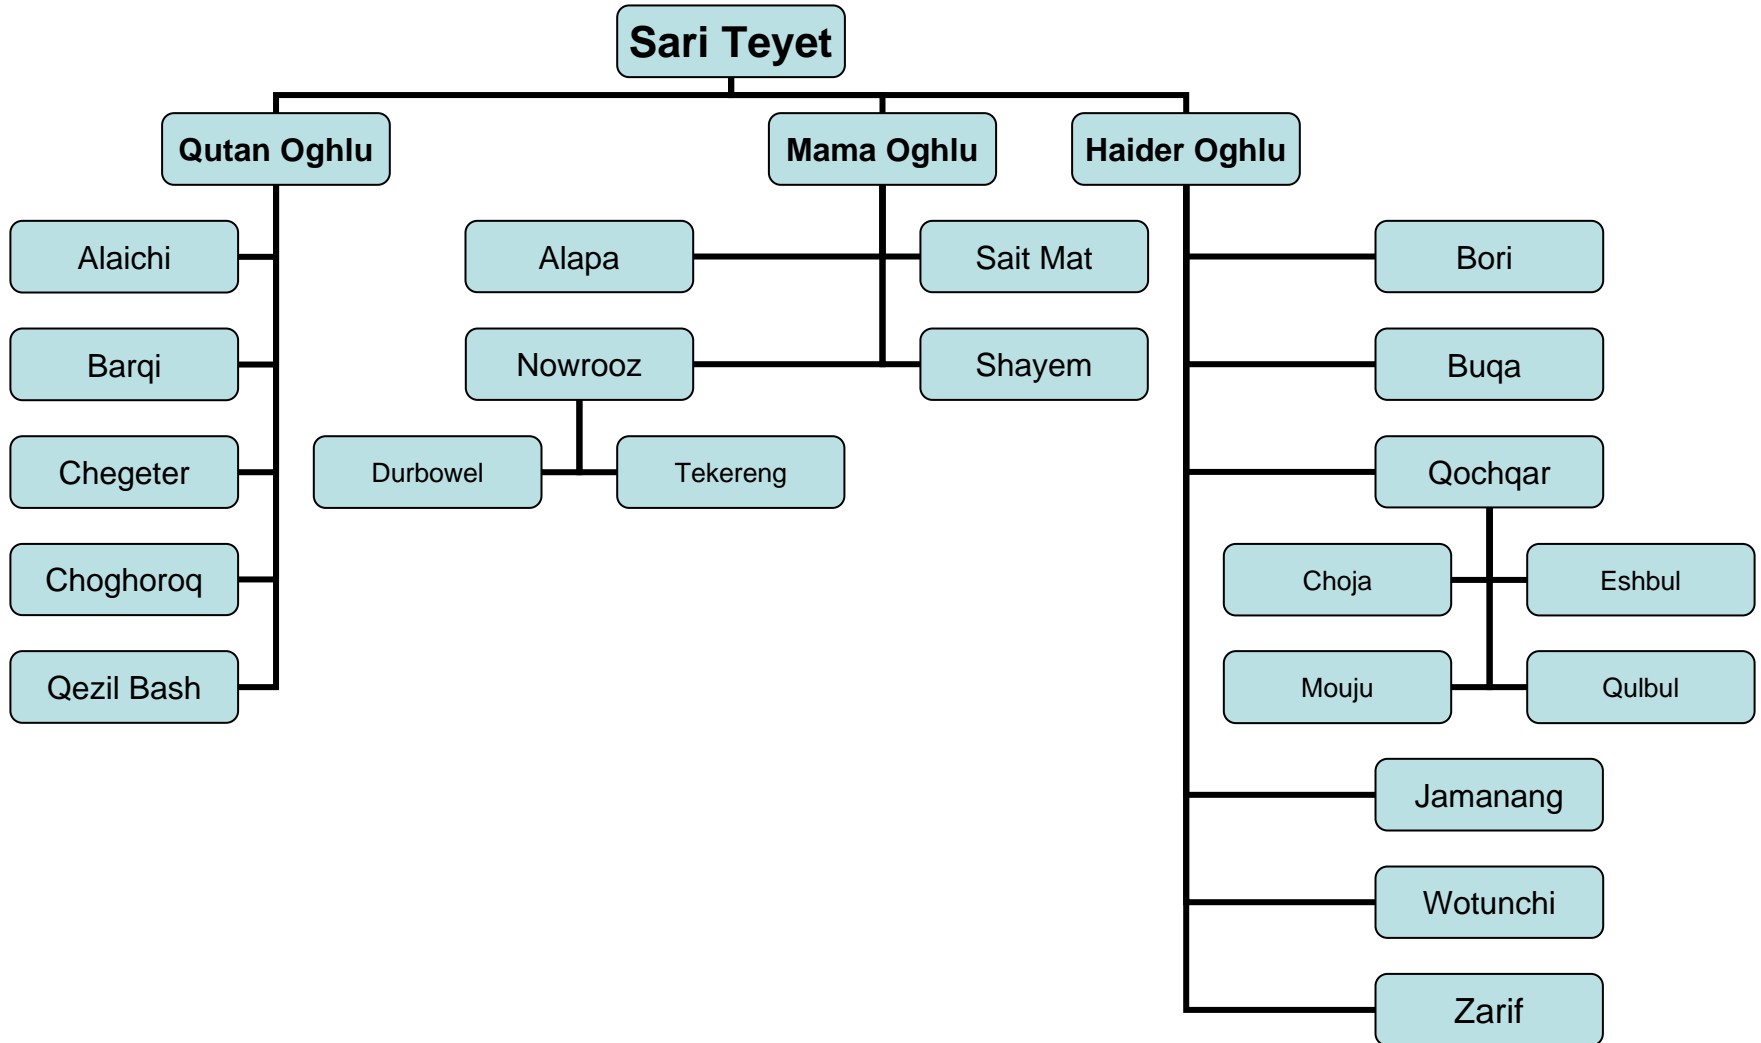 Sari Teyet
Qutan Oghlu
Mama Oghlu
Haider Oghlu
Alaichi
Alapa
Sait Mat
Bori
Barqi
Nowrooz
Shayem
Buqa
Chegeter
Durbowel
Tekereng
Qochqar
Choghoroq
Choja
Eshbul
Qezil Bash
Mouju
Qulbul
Jamanang
Wotunchi
Zarif